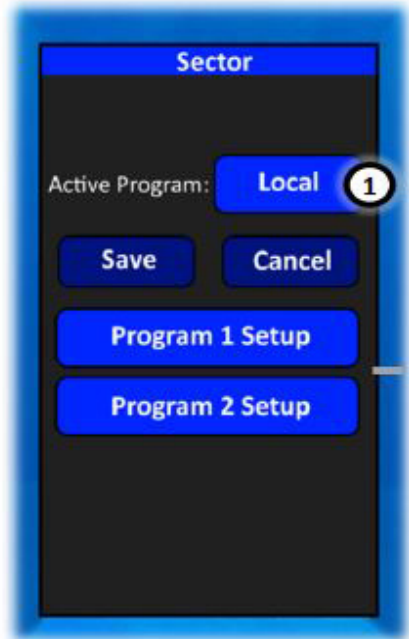 Sector
Active Program: Local 1
Save Cancel
Program 1 Setup
Program 2 Setup